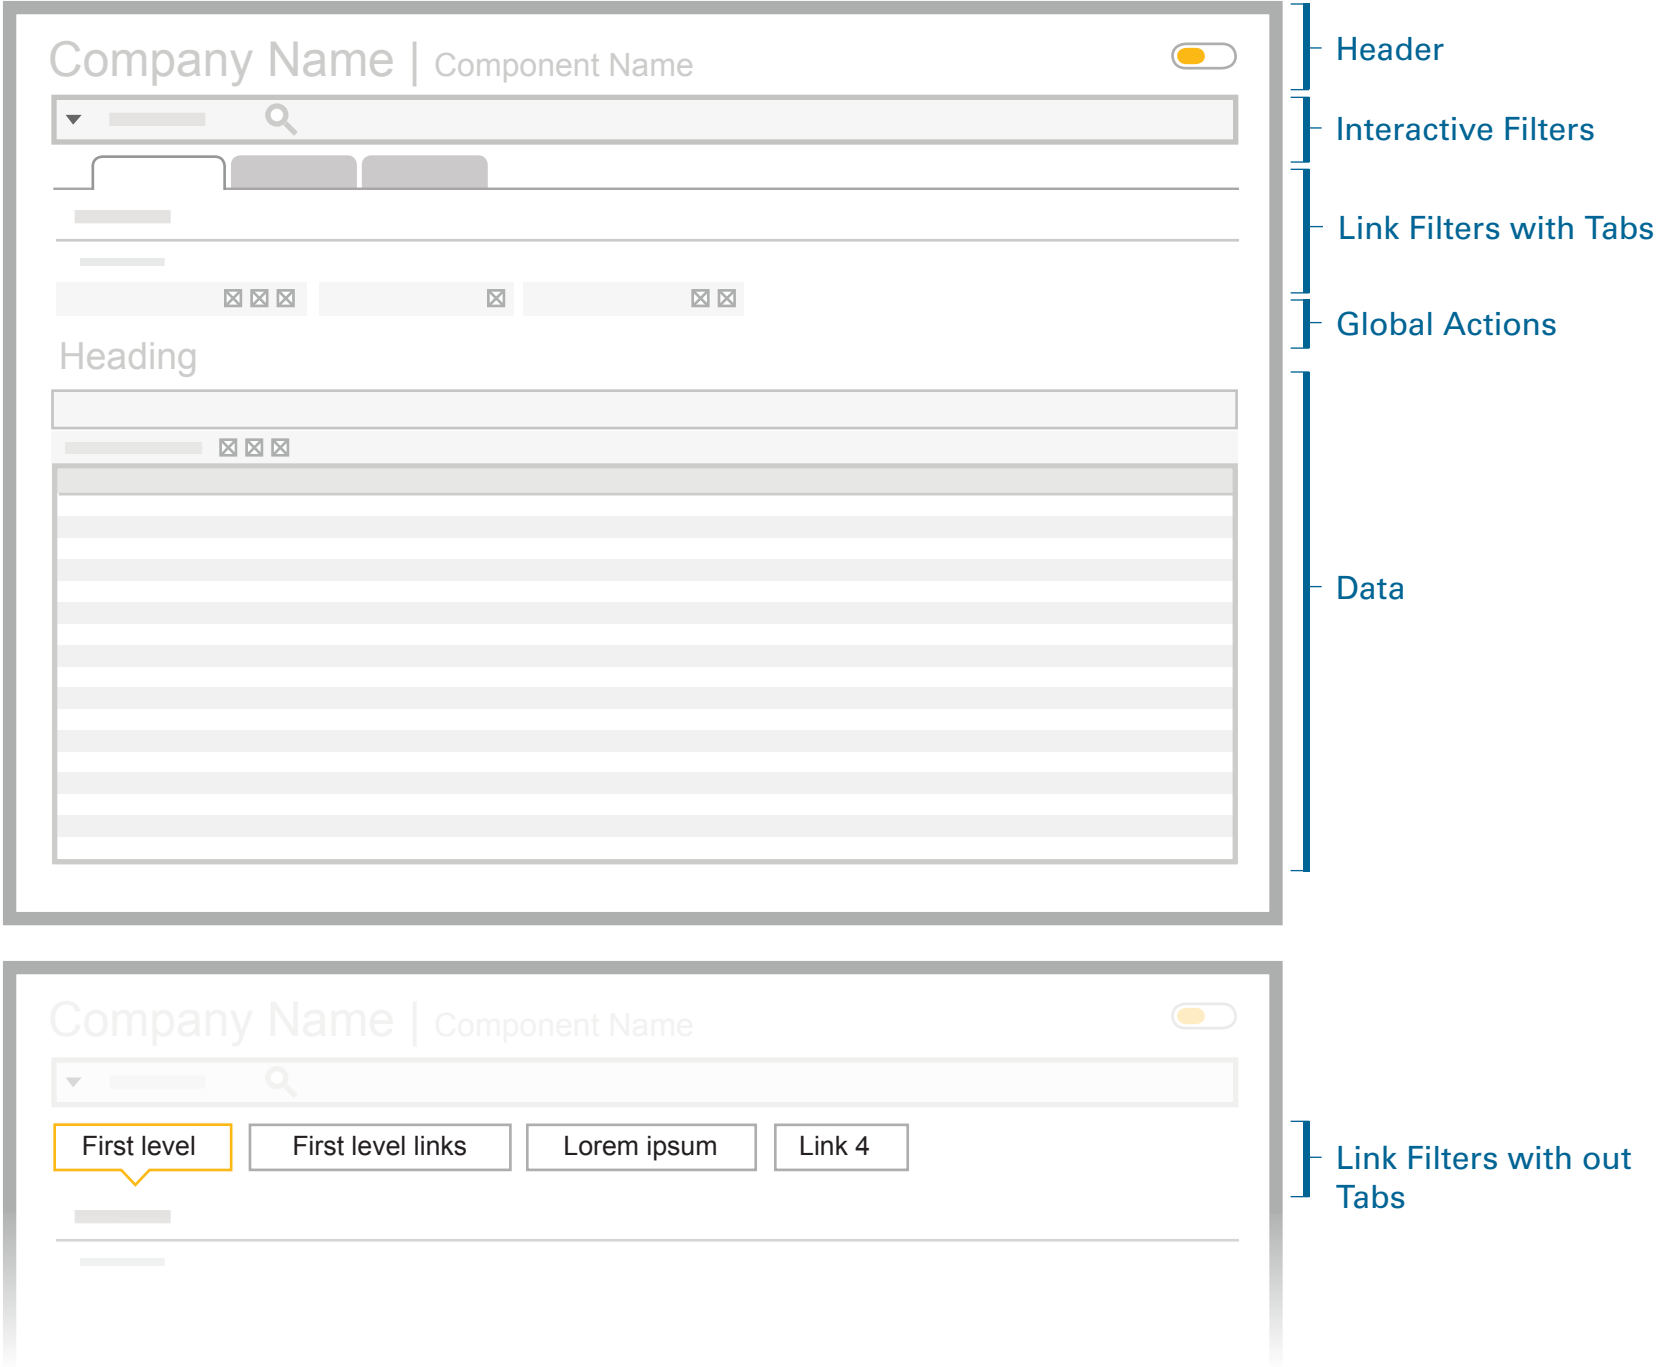 Company Name | Component Name
Header
Interactive Filters
Link Filters with Tabs
Global Actions
Heading
Data
Company Name | Component Name
First level
First level links
Lorem ipsum
Link 4
Link Filters with out
Tabs